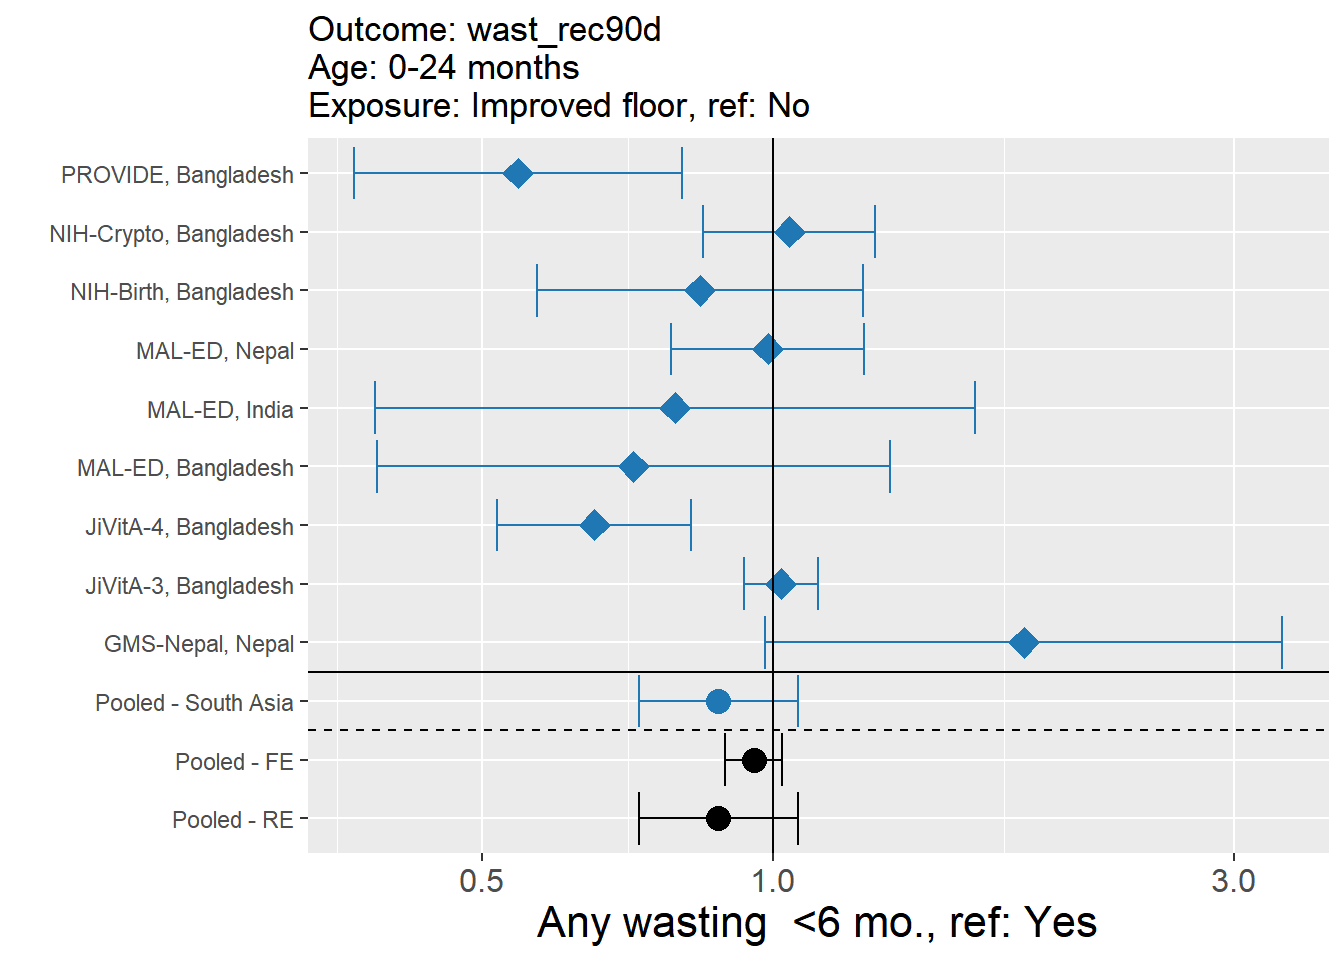 Outcome: wast_rec90d
Age: 0-24 months
Exposure: Improved floor, ref: No
PROVIDE, Bangladesh
NIH-Crypto, Bangladesh
NIH-Birth, Bangladesh
MAL-ED, Nepal
MAL-ED, India
MAL-ED, Bangladesh
JiVitA-4, Bangladesh
JiVitA-3, Bangladesh
GMS-Nepal, Nepal
Pooled - South Asia
Pooled - FE
Pooled - RE
0.5 1.0 3.0
Any wasting  <6 mo., ref: Yes